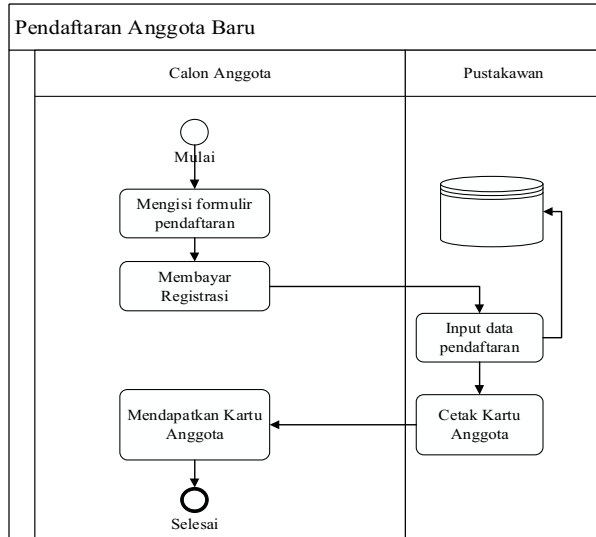 Pendaftaran Anggota Baru
Calon Anggota
Pustakawan
Mulai
Mengisi formulir
pendaftaran
Membayar
Registrasi
Input data
pendaftaran
Cetak Kartu
Anggota
Mendapatkan Kartu
Anggota
Selesai